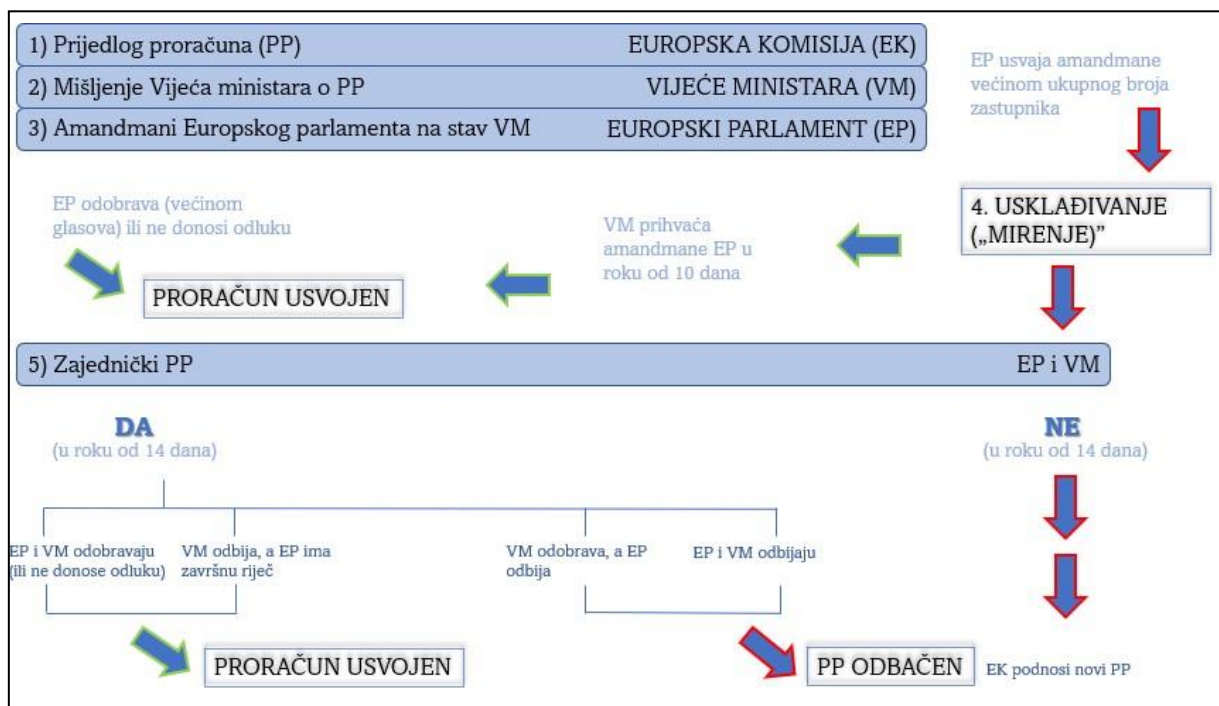 1) Prijedlog proračuna (PP) EUROPSKA KOMISIJA (EK)
2) Mišljenje Vijeća ministara o PP VIJEĆE MINISTARA (VM)
3) Amandmani Europskog parlamenta na stav VM EUROPSKI PARLAMENT (EP)
EP usvaja amandmane
većinom ukupnog broja
zastupnika
EP odobrava (većinom
glasova) ili ne donosi odluku
PRORAČUN USVOJEN
VM prihvaća
amandmane EP u
roku od 10 dana
4. USKLAĐIVANJE
(„MIRENJE)”
5) Zajednički PP EP i VM
DA
(u roku od 14 dana)
NE
(u roku od 14 dana)
EP i VM odobravaju
(ili ne donose odluku)
VM odbija, a EP ima
završnu riječ
VM odobrava, a EP
odbija
EP i VM odbijaju
PRORAČUN USVOJEN
PP ODBAČEN
EK podnosi novi PP